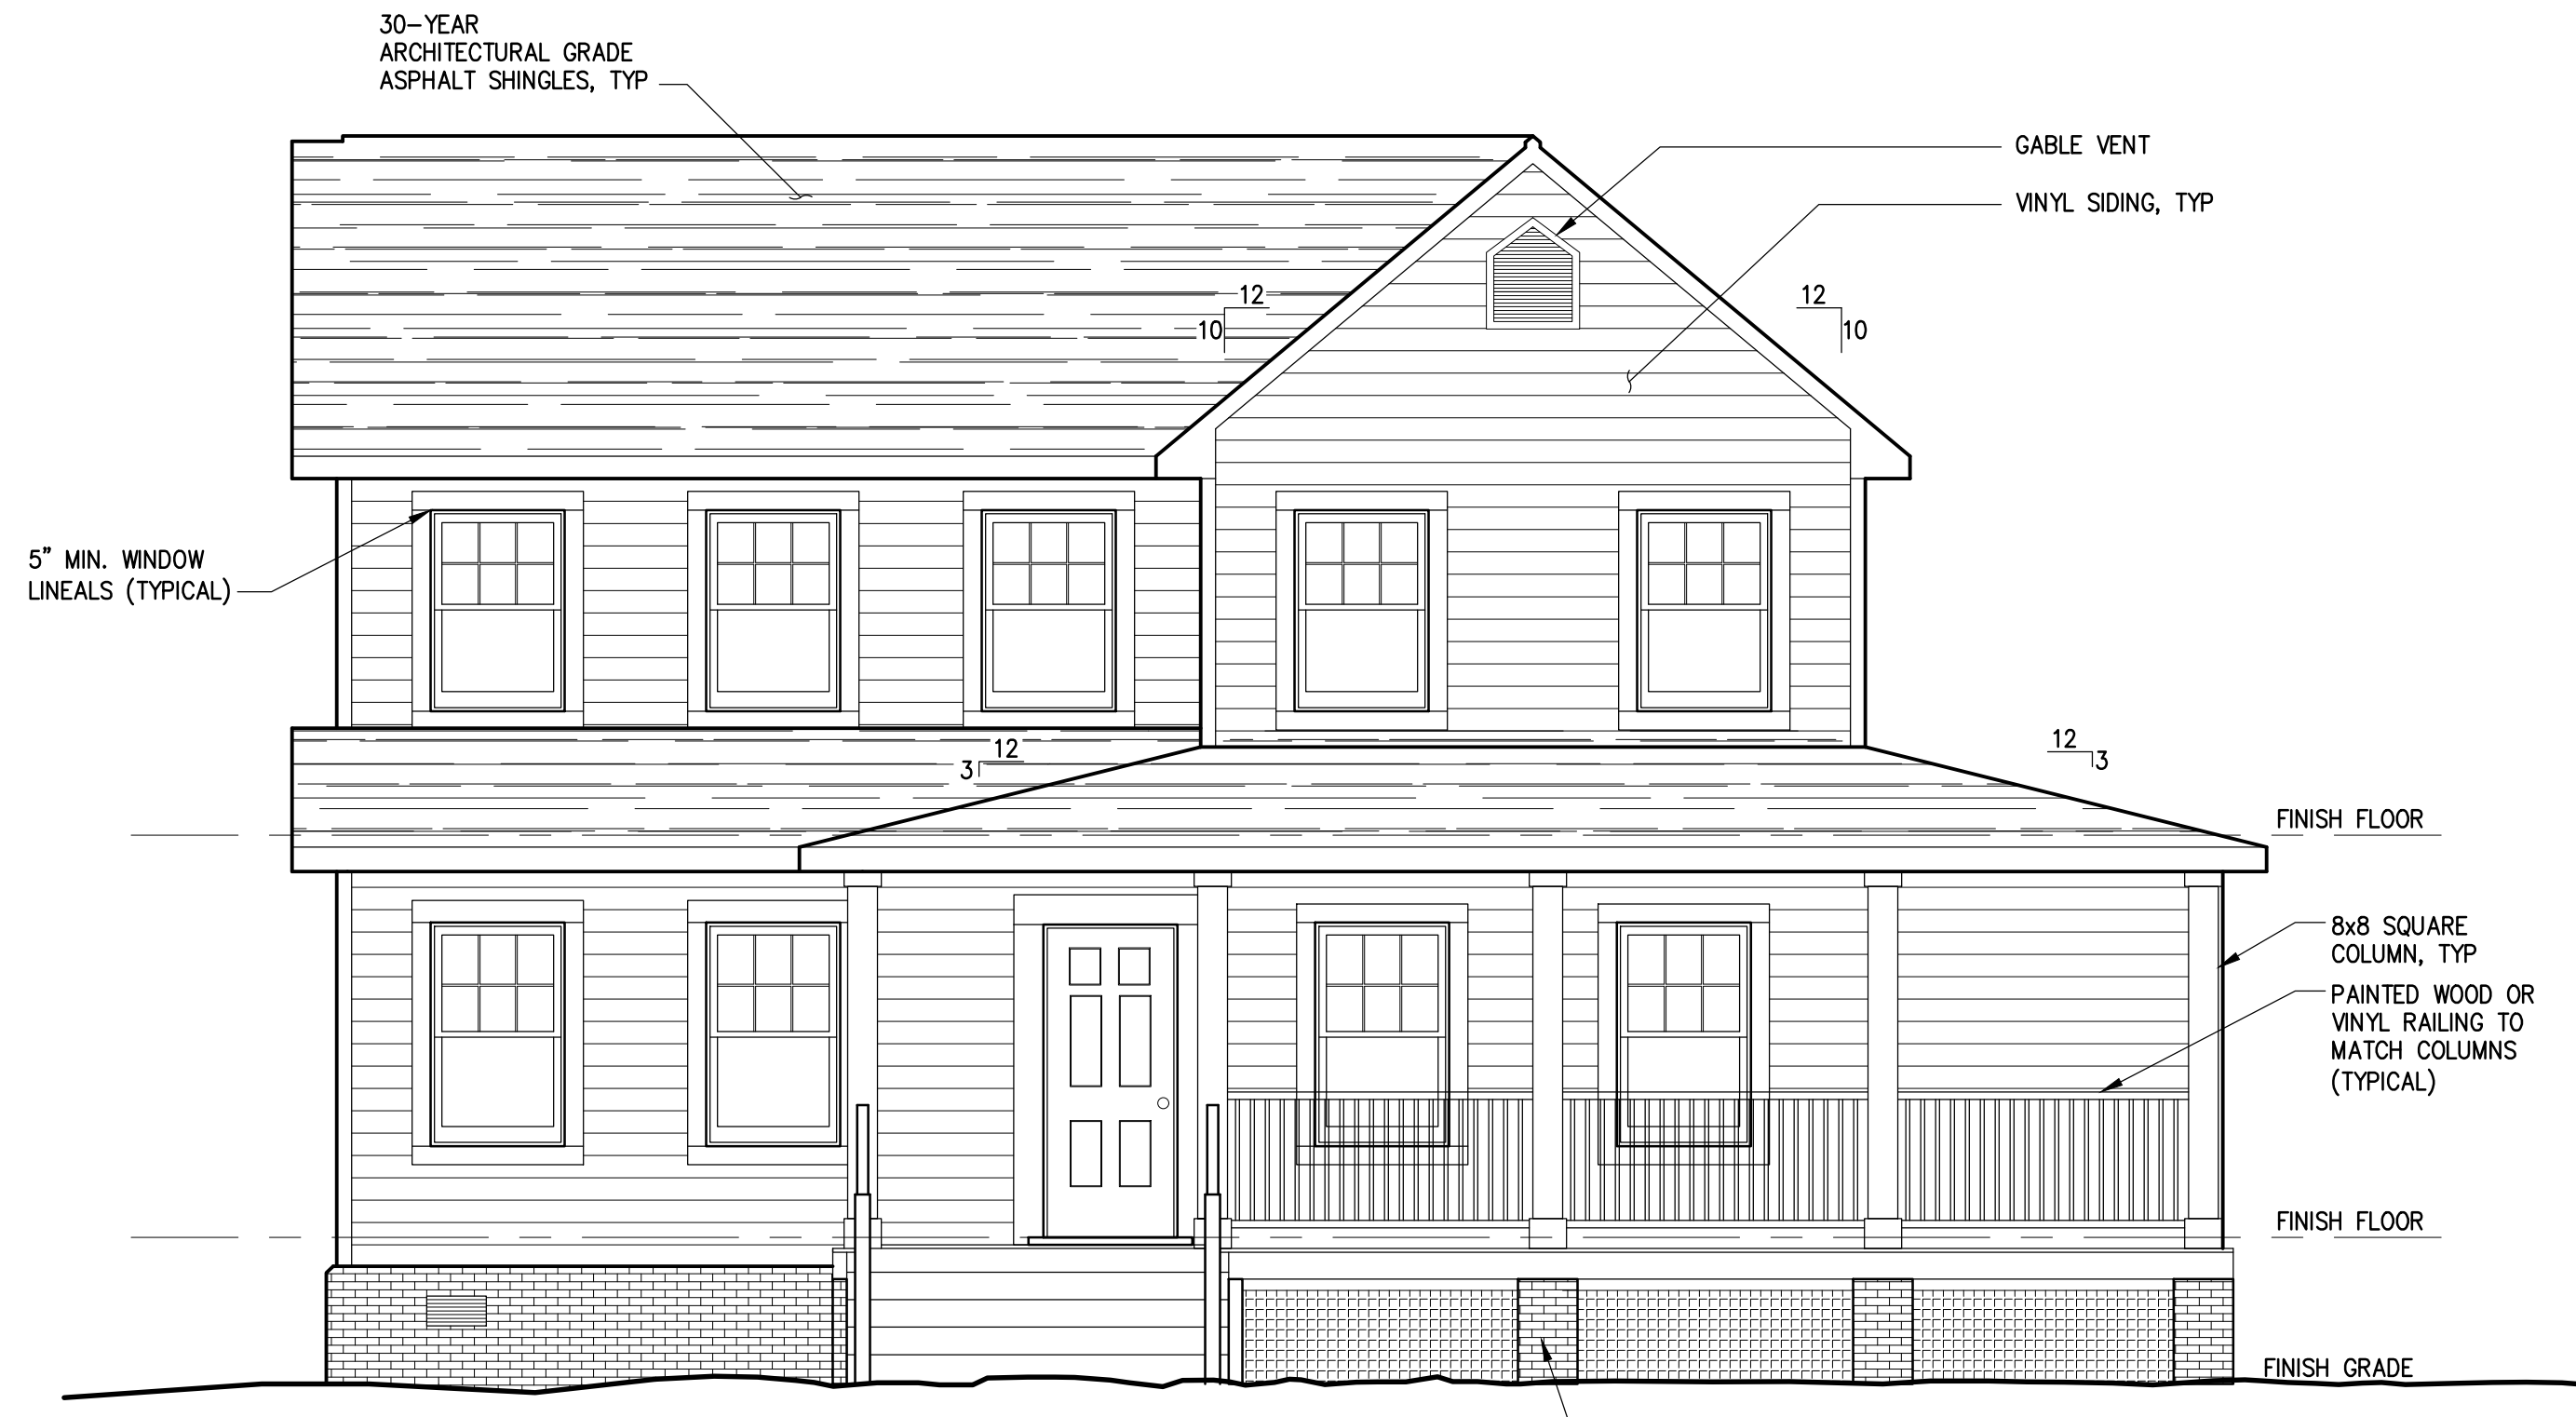 30-YEAR
ARCHITECTURAL GRADE
ASPHALT SHINGLES, TYP
GABLE VENT
VINYL SIDING, TYP
12
10
12
10
5" MIN. WINDOW
LINEALS (TYPICAL)
12
3
12
3
FINISH FLOOR
8x8 SQUARE
COLUMN, TYP
PAINTED WOOD OR
VINYL RAILING TO
MATCH COLUMNS
(TYPICAL)
FINISH FLOOR
FINISH GRADE